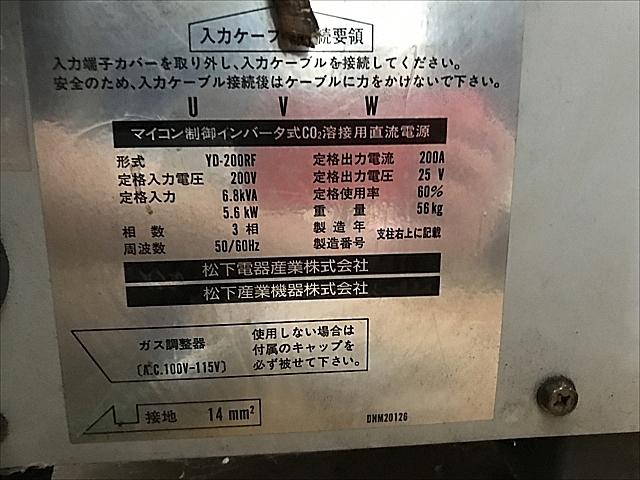 入力ケーブ 続要領
入力端子カバーを取り外し、入力ケーブルを接続してください。
安全のため、入力ケーブル接続後はケーブルに力をかけないで下さい。
U V W
マイコン制御インバータ式CO₂溶接用直流電源
形式 YD-200RF 定格出力電流 200A
定格入力電圧 200V 定格出力電圧 25 V
定格入力 6.8kVA 定格使用率 60%
5.6 kW 重量 56kg
相数 3 相 製造年
周波数 50/60Hz 製造番号 支柱右上に記載
松下電器産業株式会社
松下産業機器株式会社
ガス調整器 使用しない場合は
付属のキャップを
(A.C.100V-115V) 必ず被せて下さい。
接地 14 mm²
DNM20126